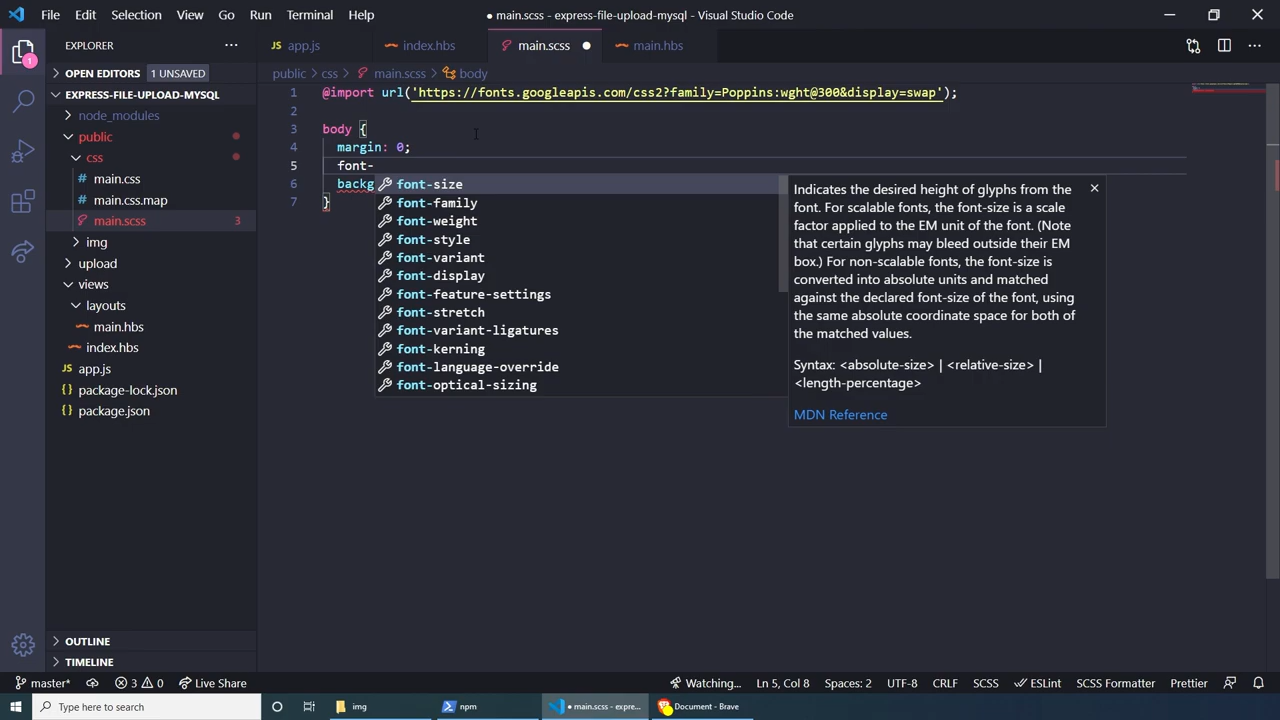 File Edit Selection View Go Run Terminal Help
● main.scss - express-file-upload-mysql - Visual Studio Code
EXPLORER
app.js
index.hbs
main.scss
main.hbs
OPEN EDITORS 1 UNSAVED
public > css > main.scss > body
EXPRESS-FILE-UPLOAD-MYSQL
node_modules
public
css
main.css
main.css.map
main.scss 3
img
upload
views
layouts
main.hbs
index.hbs
app.js
package-lock.json
package.json
OUTLINE
TIMELINE
1 @import url('https://fonts.googleapis.com/css2?family=Poppins:wght@300&display=swap');
2
3 body {
4 margin: 0;
5 font-
6 backg
7 }
font-size
font-family
font-weight
font-style
font-variant
font-display
font-feature-settings
font-stretch
font-variant-ligatures
font-kerning
font-language-override
font-optical-sizing
Indicates the desired height of glyphs from the
font. For scalable fonts, the font-size is a scale
factor applied to the EM unit of the font. (Note
that certain glyphs may bleed outside their EM
box.) For non-scalable fonts, the font-size is
converted into absolute units and matched
against the declared font-size of the font, using
the same absolute coordinate space for both of
the matched values.
Syntax: <absolute-size> | <relative-size> |
<length-percentage>
MDN Reference
1
master* 3 0 Live Share
Watching... Ln 5, Col 8 Spaces: 2 UTF-8 CRLF SCSS ESLint SCSS Formatter Prettier
Type here to search
img
npm
● main.scss - expre...
Document - Brave